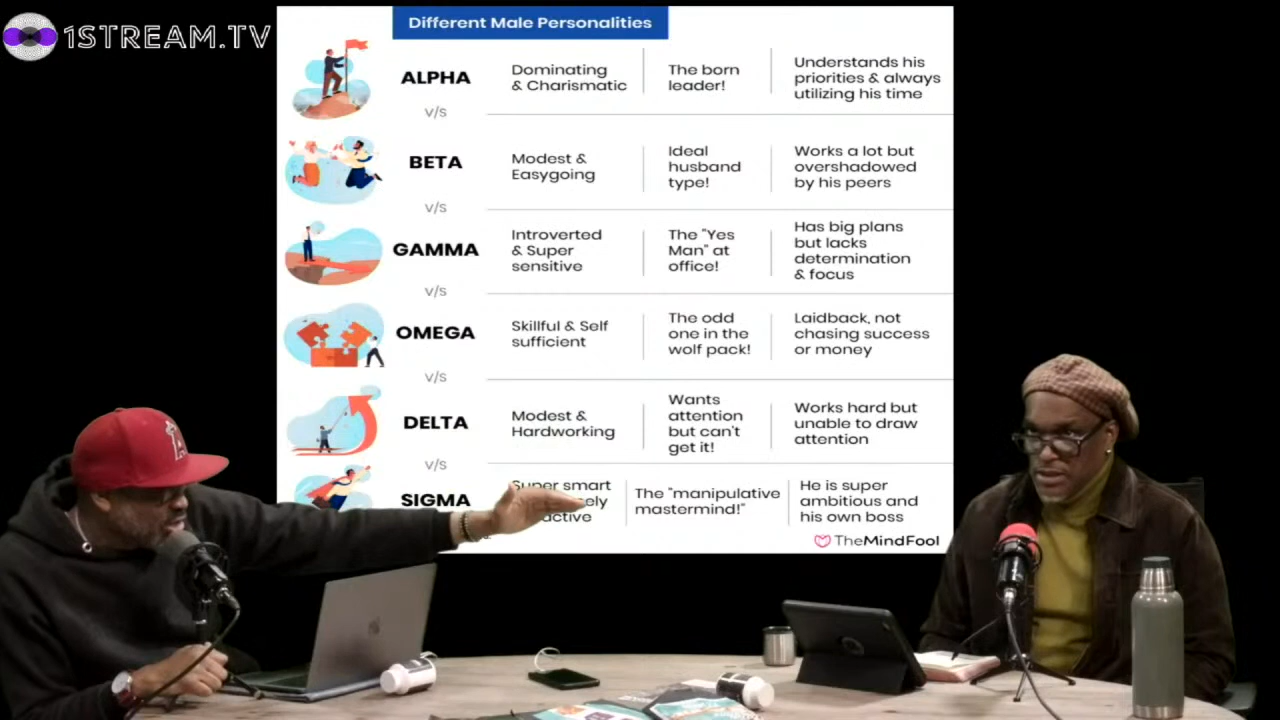 1STREAM.TV
Different Male Personalities
ALPHA
Dominating
& Charismatic
The born
leader!
Understands his
priorities & always
utilizing his time
v/s
BETA
Modest &
Easygoing
Ideal
husband
type!
Works a lot but
overshadowed
by his peers
v/s
GAMMA
Introverted
& Super
sensitive
The "Yes
Man" at
office!
Has big plans
but lacks
determination
& focus
v/s
OMEGA
Skillful & Self
sufficient
The odd
one in the
wolf pack!
Laidback, not
chasing success
or money
v/s
DELTA
Modest &
Hardworking
Wants
attention
but can't
get it!
Works hard but
unable to draw
attention
v/s
SIGMA
Super smart
The "manipulative
mastermind!"
He is super
ambitious and
his own boss
TheMindFool